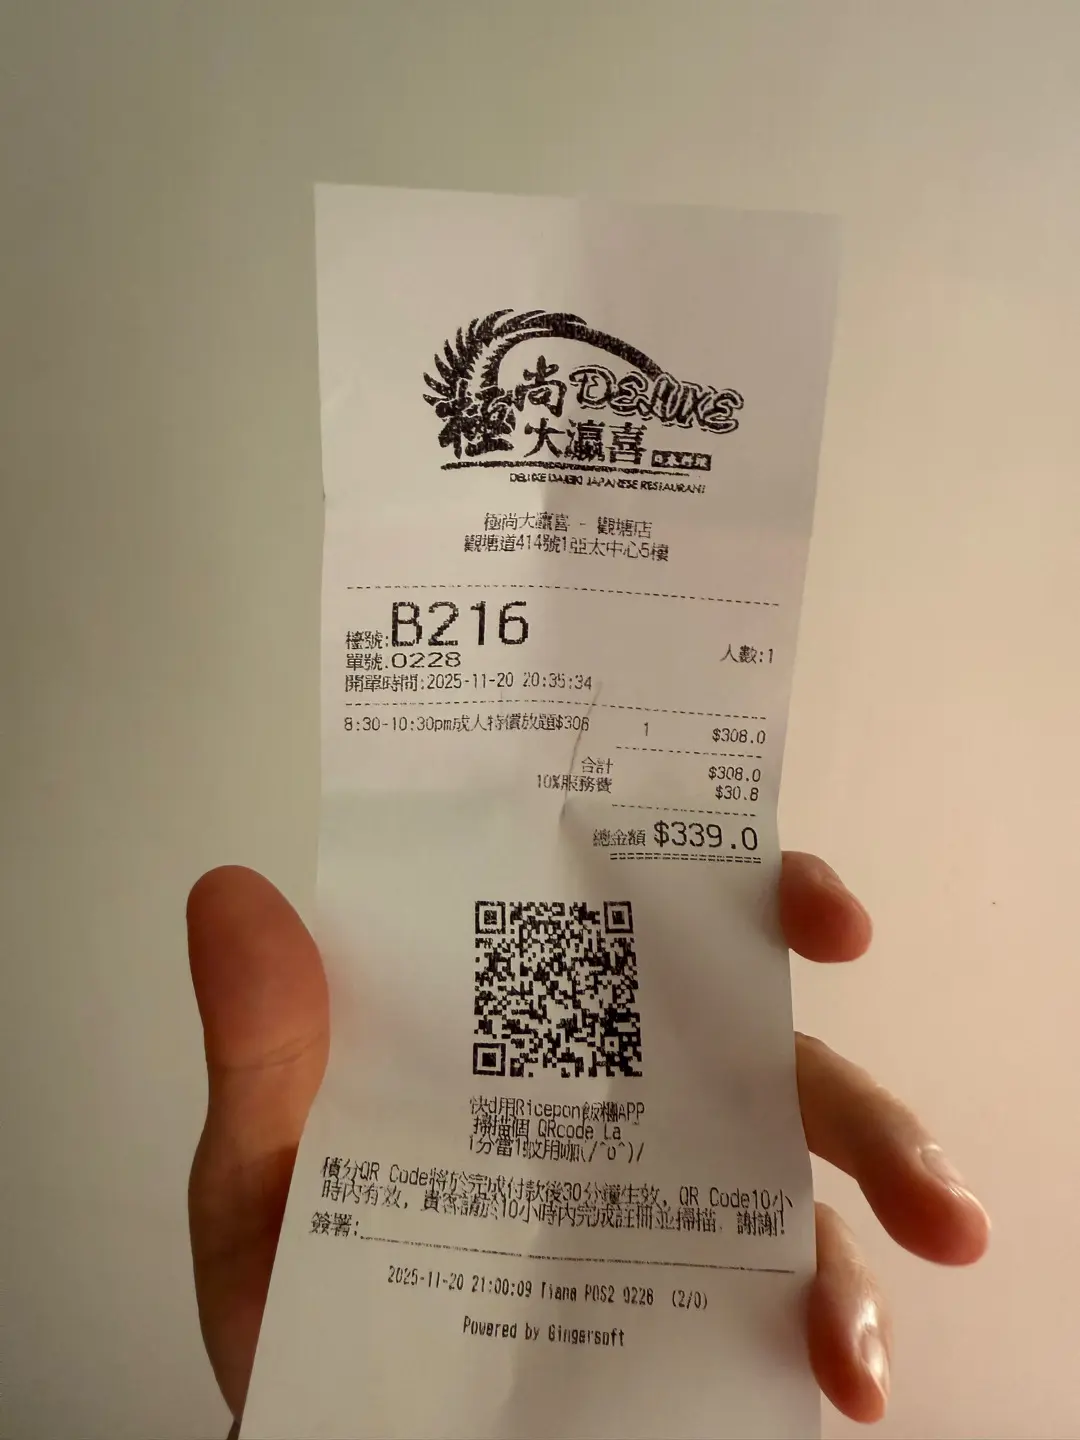 極尚 DELUXE
大瀛喜
DELUXE DAIKI JAPANESE RESTAURANT
極尚大瀛喜 - 觀塘店
觀塘道414號1亞太中心5樓
檯號:B216
單號:0228
人數:1
開單時間:2025-11-20 20:35:34
8:30-10:30pm成人特償放題$308 1 $308.0
合計 $308.0
10%服務費 $30.8
總金額 $339.0
快d用Ricepon飯糰APP
掃描個 QRcode La
1分當1蚊用咖(/^o^)/
積分QR Code將於完成付款後30分鐘生效, QR Code10小
時內有效, 貴客請於10小時內完成註冊並掃描, 謝謝!
簽署:
2025-11-20 21:00:09 Tiana POS2 0228 (2/0)
Powered by Gingersoft